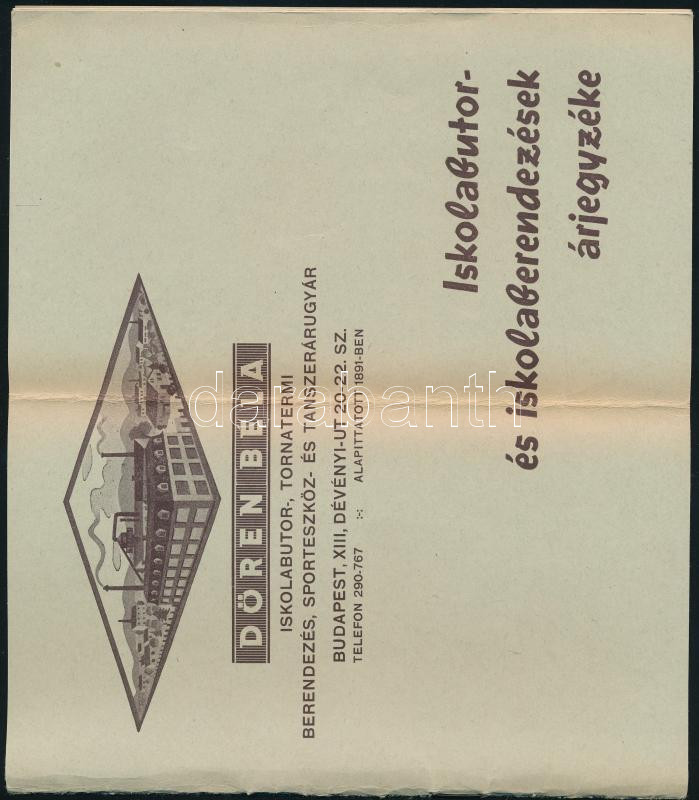 DÖREN BÉLA
ISKOLABUTOR-, TORNATERMI
BERENDEZÉS, SPORTESZKÖZ- ÉS TANSZERÁRUGYÁR
BUDAPEST, XIII, DÉVÉNYI-UT 20-22. SZ.
TELEFON 290-767 :-: ALAPITTATOTT 1891-BEN
Iskolabutor-
és iskolaberendezések
árjegyzéke
darabanth